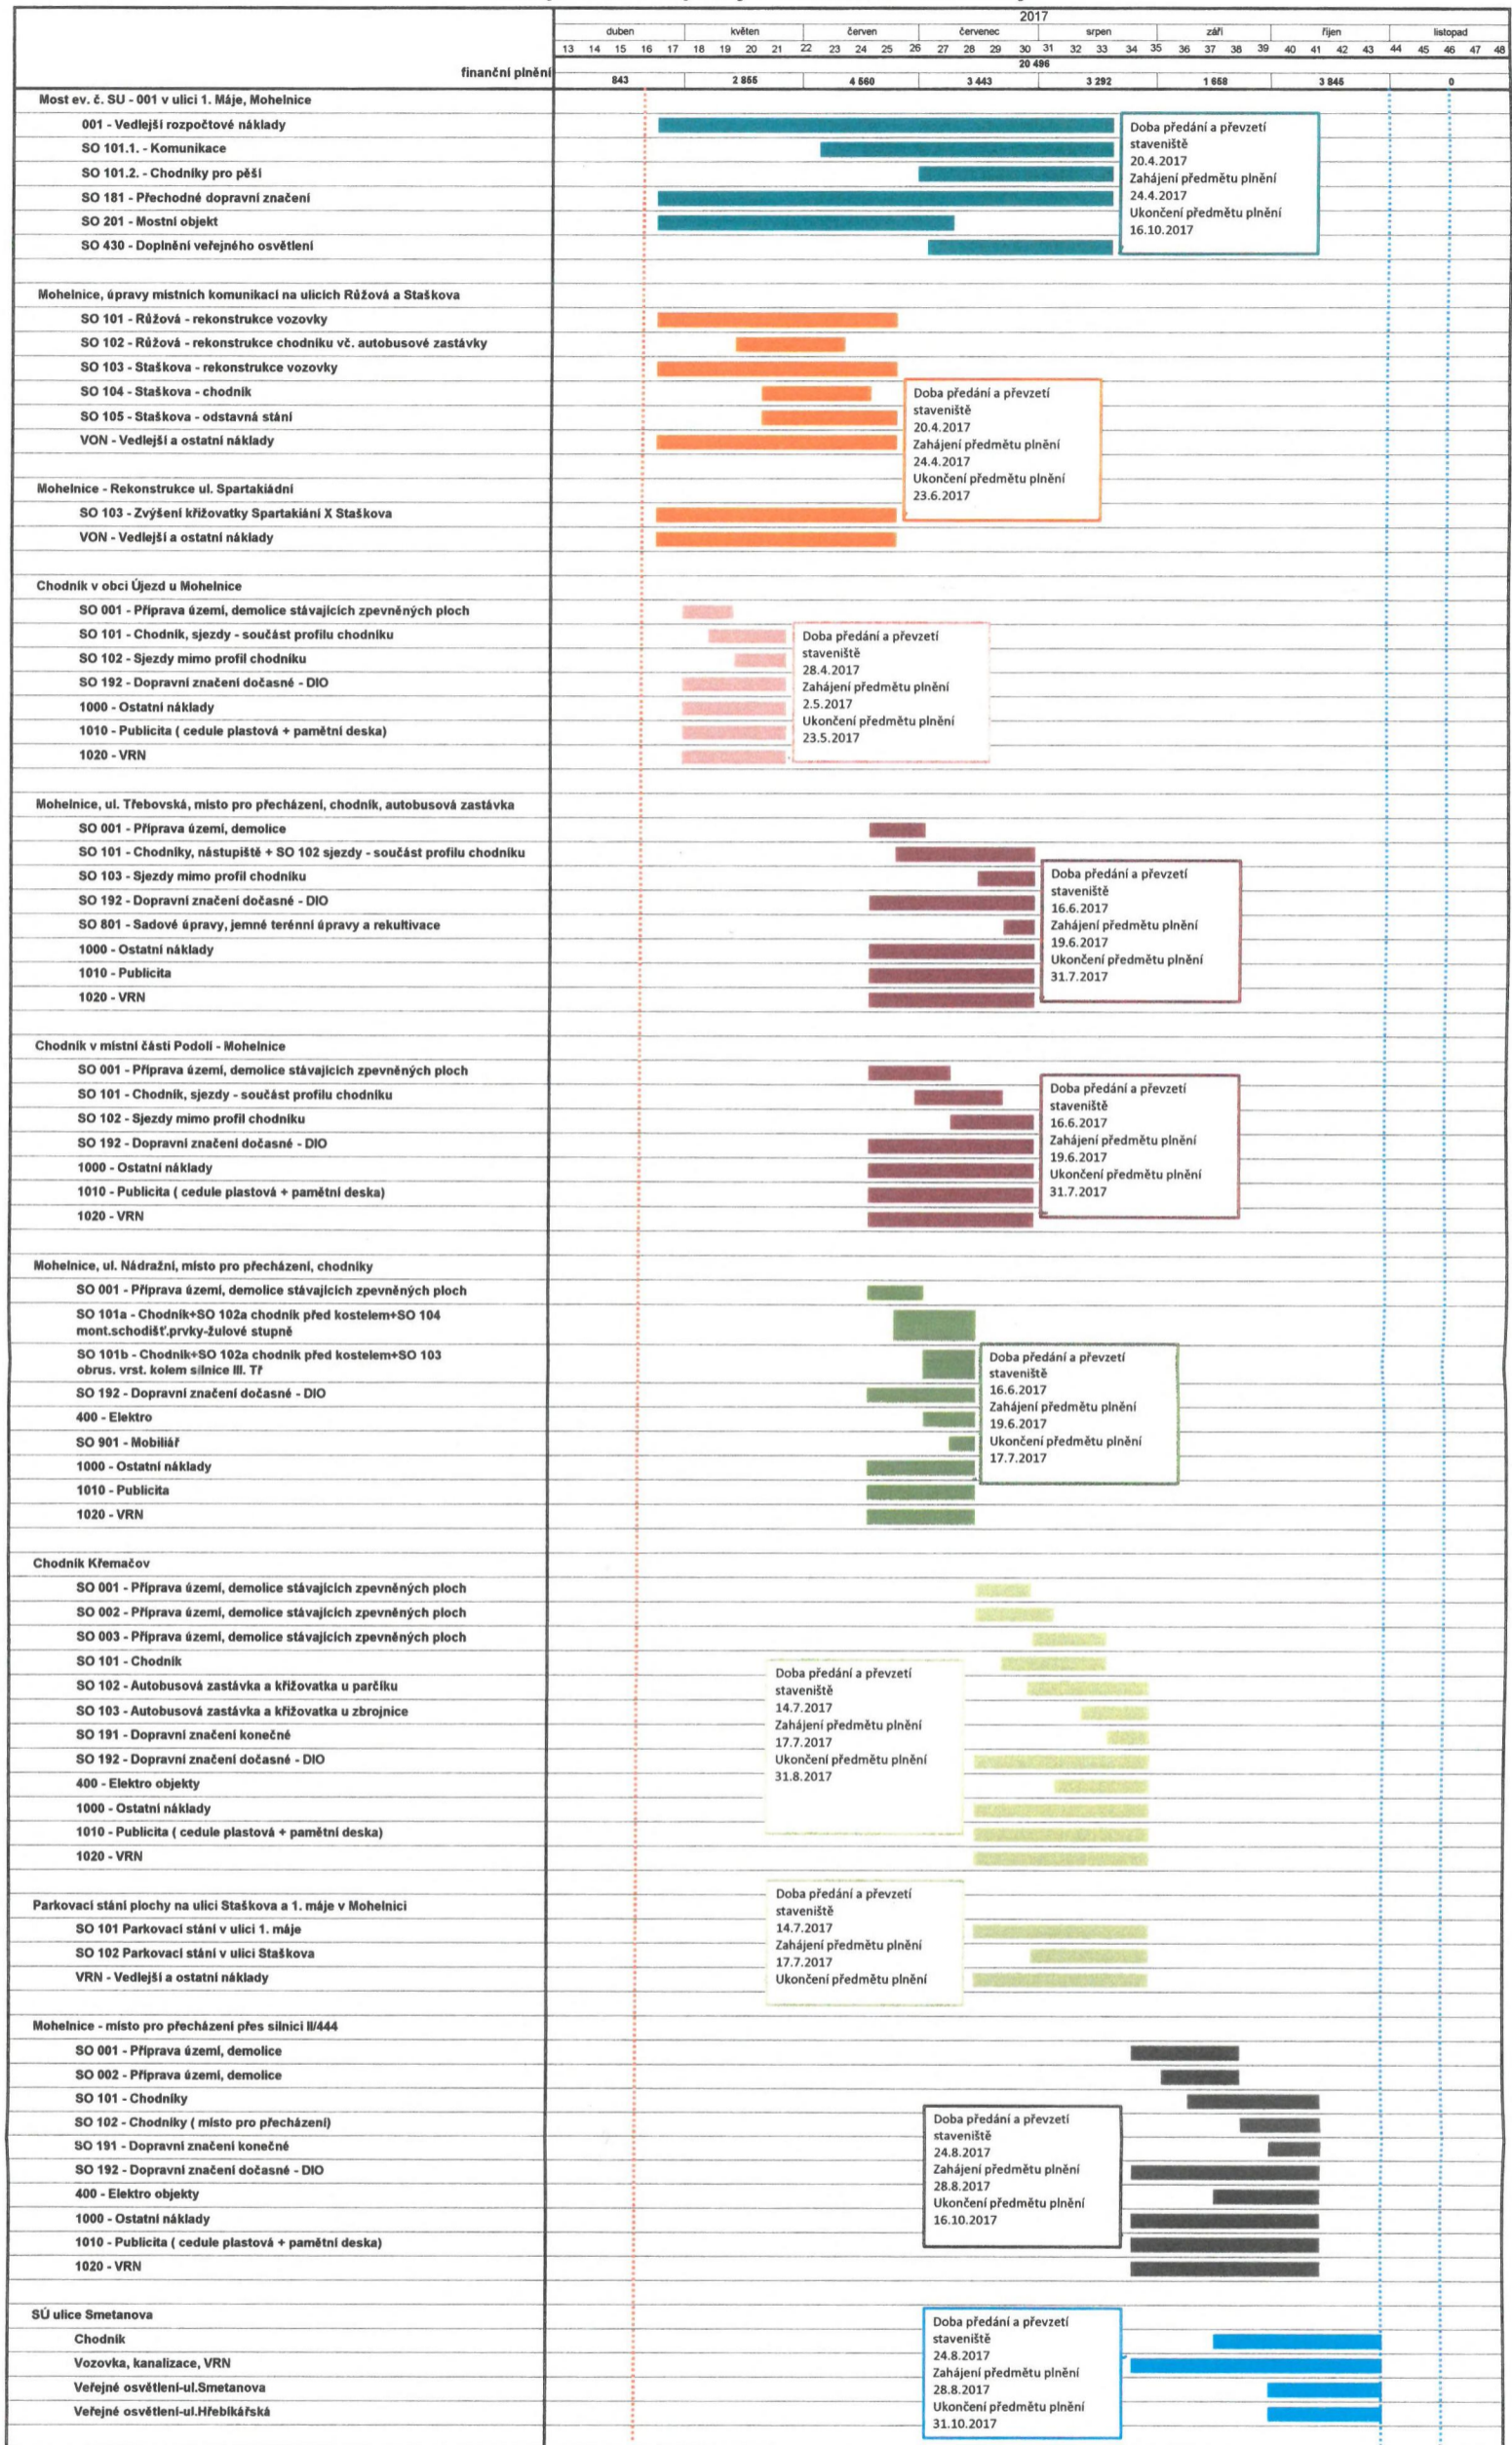 2017
duben květen červen červenec srpen září říjen listopad
13 14 15 16 17 18 19 20 21 22 23 24 25 26 27 28 29 30 31 32 33 34 35 36 37 38 39 40 41 42 43 44 45 46 47 48
20 496
finanční plnění 843 2 855 4 560 3 443 3 292 1 658 3 845 0
Most ev. č. SU - 001 v ulici 1. Máje, Mohelnice
001 - Vedlejší rozpočtové náklady
SO 101.1. - Komunikace
SO 101.2. - Chodníky pro pěší
SO 181 - Přechodné dopravní značení
SO 201 - Mostní objekt
SO 430 - Doplnění veřejného osvětlení
Doba předání a převzetí
staveniště
20.4.2017
Zahájení předmětu plnění
24.4.2017
Ukončení předmětu plnění
16.10.2017
Mohelnice, úpravy místních komunikací na ulicích Růžová a Staškova
SO 101 - Růžová - rekonstrukce vozovky
SO 102 - Růžová - rekonstrukce chodníku vč. autobusové zastávky
SO 103 - Staškova - rekonstrukce vozovky
SO 104 - Staškova - chodník
SO 105 - Staškova - odstavná stání
VON - Vedlejší a ostatní náklady
Doba předání a převzetí
staveniště
20.4.2017
Zahájení předmětu plnění
24.4.2017
Ukončení předmětu plnění
23.6.2017
Mohelnice - Rekonstrukce ul. Spartakiádní
SO 103 - Zvýšení křižovatky Spartakiání X Staškova
VON - Vedlejší a ostatní náklady
Chodník v obci Újezd u Mohelnice
SO 001 - Příprava území, demolice stávajících zpevněných ploch
SO 101 - Chodník, sjezdy - součást profilu chodníku
SO 102 - Sjezdy mimo profil chodníku
SO 192 - Dopravní značení dočasné - DIO
1000 - Ostatní náklady
1010 - Publicita ( cedule plastová + pamětní deska)
1020 - VRN
Doba předání a převzetí
staveniště
28.4.2017
Zahájení předmětu plnění
2.5.2017
Ukončení předmětu plnění
23.5.2017
Mohelnice, ul. Třebovská, místo pro přecházení, chodník, autobusová zastávka
SO 001 - Příprava území, demolice
SO 101 - Chodníky, nástupiště + SO 102 sjezdy - součást profilu chodníku
SO 103 - Sjezdy mimo profil chodníku
SO 192 - Dopravní značení dočasné - DIO
SO 801 - Sadové úpravy, jemné terénní úpravy a rekultivace
1000 - Ostatní náklady
1010 - Publicita
1020 - VRN
Doba předání a převzetí
staveniště
16.6.2017
Zahájení předmětu plnění
19.6.2017
Ukončení předmětu plnění
31.7.2017
Chodník v místní části Podolí - Mohelnice
SO 001 - Příprava území, demolice stávajících zpevněných ploch
SO 101 - Chodník, sjezdy - součást profilu chodníku
SO 102 - Sjezdy mimo profil chodníku
SO 192 - Dopravní značení dočasné - DIO
1000 - Ostatní náklady
1010 - Publicita ( cedule plastová + pamětní deska)
1020 - VRN
Doba předání a převzetí
staveniště
16.6.2017
Zahájení předmětu plnění
19.6.2017
Ukončení předmětu plnění
31.7.2017
Mohelnice, ul. Nádražní, místo pro přecházení, chodníky
SO 001 - Příprava území, demolice stávajících zpevněných ploch
SO 101a - Chodník+SO 102a chodník před kostelem+SO 104
mont.schodišť.prvky-žulové stupně
SO 101b - Chodník+SO 102a chodník před kostelem+SO 103
obrus. vrst. kolem silnice III. Tř
SO 192 - Dopravní značení dočasné - DIO
400 - Elektro
SO 901 - Mobiliář
1000 - Ostatní náklady
1010 - Publicita
1020 - VRN
Doba předání a převzetí
staveniště
16.6.2017
Zahájení předmětu plnění
19.6.2017
Ukončení předmětu plnění
17.7.2017
Chodník Křemačov
SO 001 - Příprava území, demolice stávajících zpevněných ploch
SO 002 - Příprava území, demolice stávajících zpevněných ploch
SO 003 - Příprava území, demolice stávajících zpevněných ploch
SO 101 - Chodník
SO 102 - Autobusová zastávka a křižovatka u parčíku
SO 103 - Autobusová zastávka a křižovatka u zbrojnice
SO 191 - Dopravní značení konečné
SO 192 - Dopravní značení dočasné - DIO
400 - Elektro objekty
1000 - Ostatní náklady
1010 - Publicita ( cedule plastová + pamětní deska)
1020 - VRN
Doba předání a převzetí
staveniště
14.7.2017
Zahájení předmětu plnění
17.7.2017
Ukončení předmětu plnění
31.8.2017
Parkovací stání plochy na ulici Staškova a 1. máje v Mohelnici
SO 101 Parkovací stání v ulici 1. máje
SO 102 Parkovací stání v ulici Staškova
VRN - Vedlejší a ostatní náklady
Doba předání a převzetí
staveniště
14.7.2017
Zahájení předmětu plnění
17.7.2017
Ukončení předmětu plnění
Mohelnice - místo pro přecházení přes silnici II/444
SO 001 - Příprava území, demolice
SO 002 - Příprava území, demolice
SO 101 - Chodníky
SO 102 - Chodníky ( místo pro přecházení)
SO 191 - Dopravní značení konečné
SO 192 - Dopravní značení dočasné - DIO
400 - Elektro objekty
1000 - Ostatní náklady
1010 - Publicita ( cedule plastová + pamětní deska)
1020 - VRN
Doba předání a převzetí
staveniště
24.8.2017
Zahájení předmětu plnění
28.8.2017
Ukončení předmětu plnění
16.10.2017
SÚ ulice Smetanova
Chodník
Vozovka, kanalizace, VRN
Veřejné osvětlení-ul.Smetanova
Veřejné osvětlení-ul.Hřebíkářská
Doba předání a převzetí
staveniště
24.8.2017
Zahájení předmětu plnění
28.8.2017
Ukončení předmětu plnění
31.10.2017